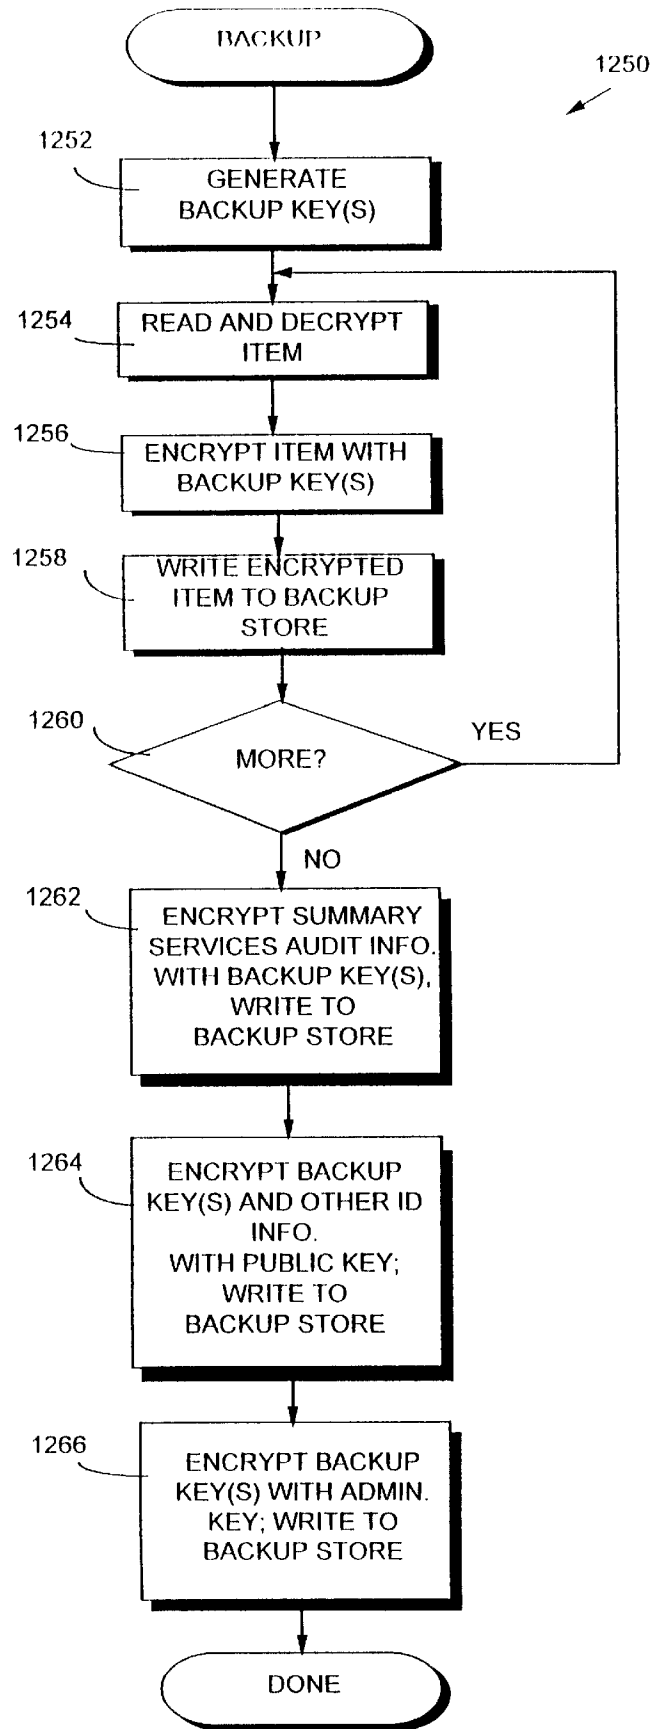 BACKUP
1250
1252
GENERATE
BACKUP KEY(S)
1254
READ AND DECRYPT
ITEM
1256
ENCRYPT ITEM WITH
BACKUP KEY(S)
1258
WRITE ENCRYPTED
ITEM TO BACKUP
STORE
1260
MORE?
YES
NO
1262
ENCRYPT SUMMARY
SERVICES AUDIT INFO.
WITH BACKUP KEY(S),
WRITE TO
BACKUP STORE
1264
ENCRYPT BACKUP
KEY(S) AND OTHER ID
INFO.
WITH PUBLIC KEY;
WRITE TO
BACKUP STORE
1266
ENCRYPT BACKUP
KEY(S) WITH ADMIN.
KEY; WRITE TO
BACKUP STORE
DONE